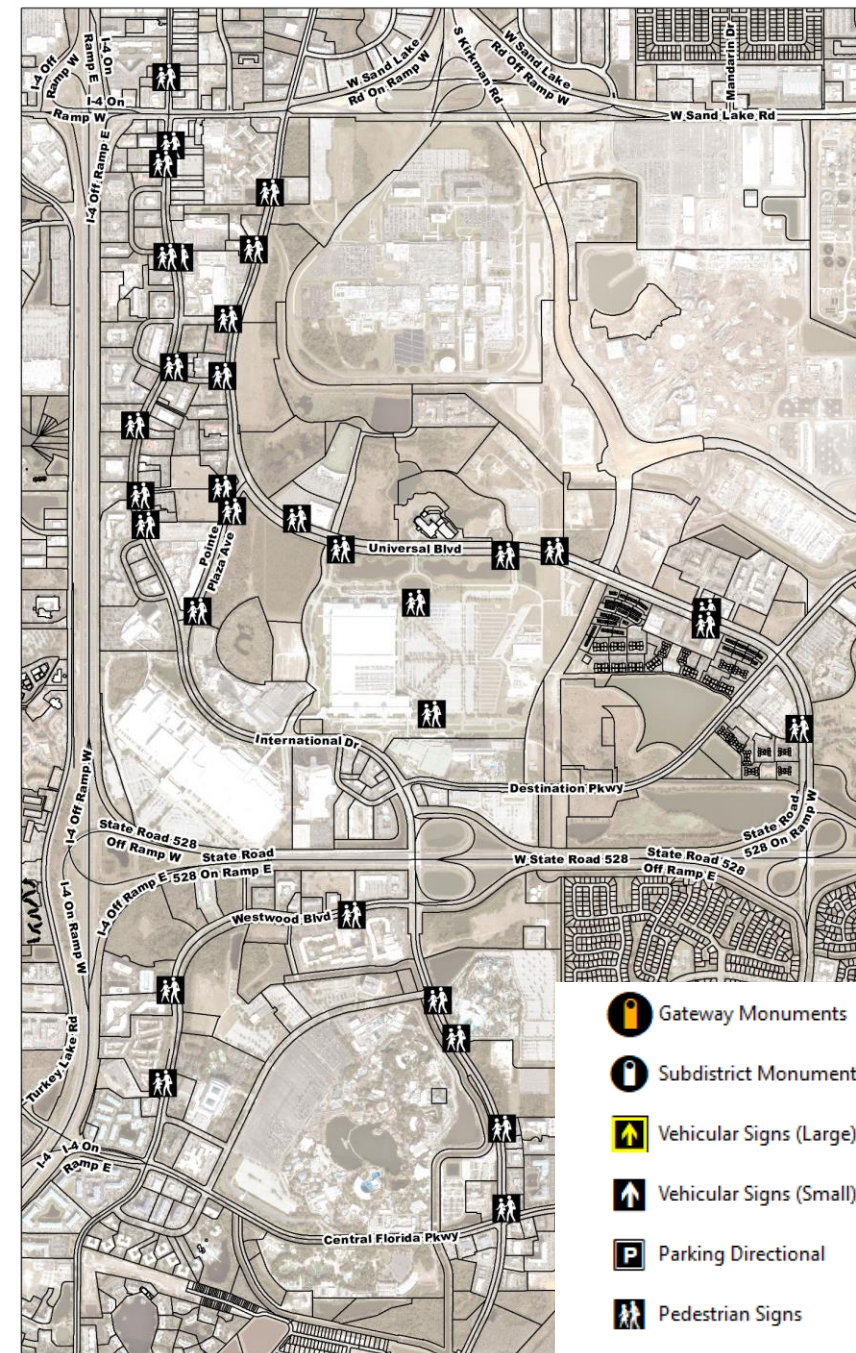 I-4 Off
Ramp W
I-4 On
Ramp E
I-4 On
Ramp W
I-4 Off Ramp E
W Sand Lake
Rd On Ramp W
S Kirkman Rd
W Sand Lake
Rd Off Ramp W
Mandarin Dr
W Sand Lake Rd
Pointe
Plaza Ave
Universal Blvd
International Dr
Destination Pkwy
I-4 Off Ramp W
State Road 528
Off Ramp W
State Road
528 On Ramp E
I-4 Off Ramp E
I-4 On Ramp W
W State Road 528
State Road 528
Off Ramp E
State Road
528 On Ramp W
Westwood Blvd
Turkey Lake Rd
I-4
I-4 On
Ramp E
Central Florida Pkwy
Gateway Monuments
Subdistrict Monument
Vehicular Signs (Large)
Vehicular Signs (Small)
P Parking Directional
Pedestrian Signs